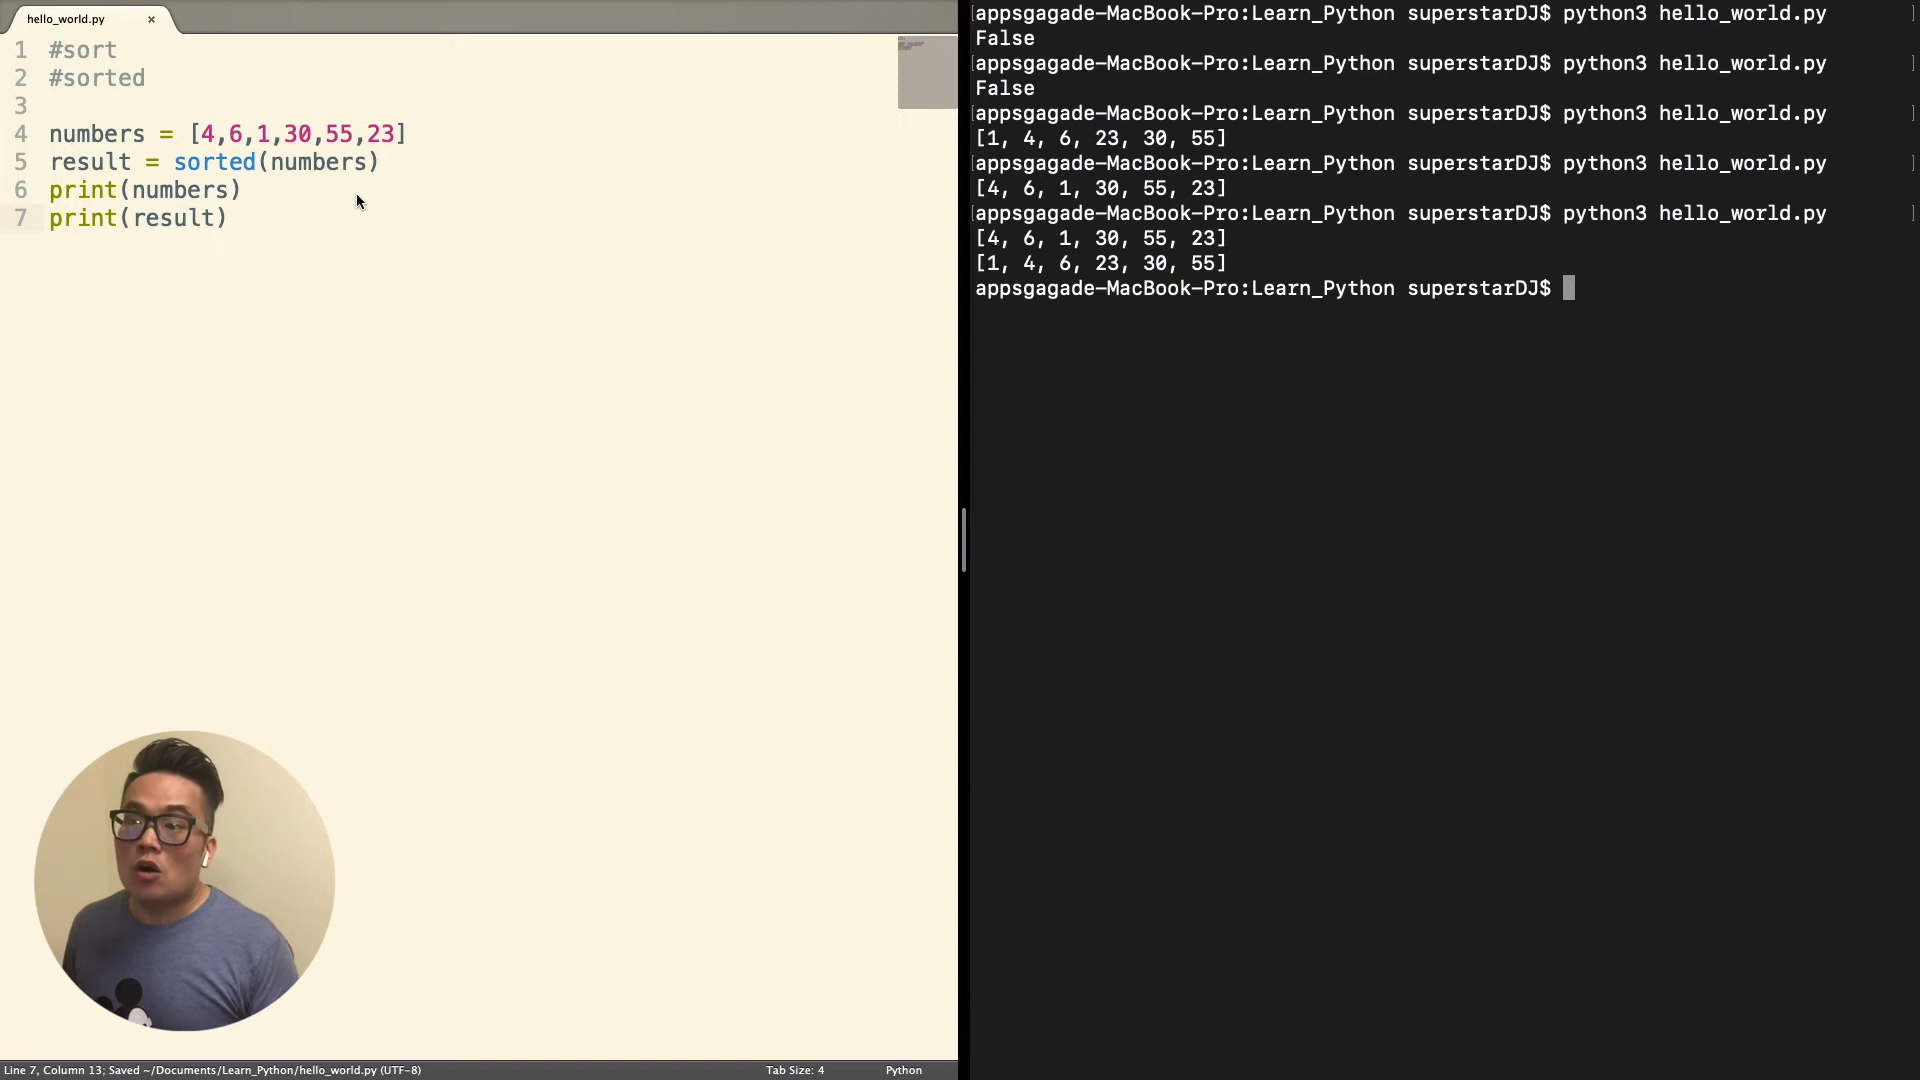 hello_world.py ×
1 #sort
2 #sorted
3
4 numbers = [4,6,1,30,55,23]
5 result = sorted(numbers)
6 print(numbers)
7 print(result)
Line 7, Column 13; Saved ~/Documents/Learn_Python/hello_world.py (UTF-8) Tab Size: 4 Python
[appsgagade-MacBook-Pro:Learn_Python superstarDJ$ python3 hello_world.py ]
False
[appsgagade-MacBook-Pro:Learn_Python superstarDJ$ python3 hello_world.py ]
False
[appsgagade-MacBook-Pro:Learn_Python superstarDJ$ python3 hello_world.py ]
[1, 4, 6, 23, 30, 55]
[appsgagade-MacBook-Pro:Learn_Python superstarDJ$ python3 hello_world.py ]
[4, 6, 1, 30, 55, 23]
[appsgagade-MacBook-Pro:Learn_Python superstarDJ$ python3 hello_world.py ]
[4, 6, 1, 30, 55, 23]
[1, 4, 6, 23, 30, 55]
appsgagade-MacBook-Pro:Learn_Python superstarDJ$